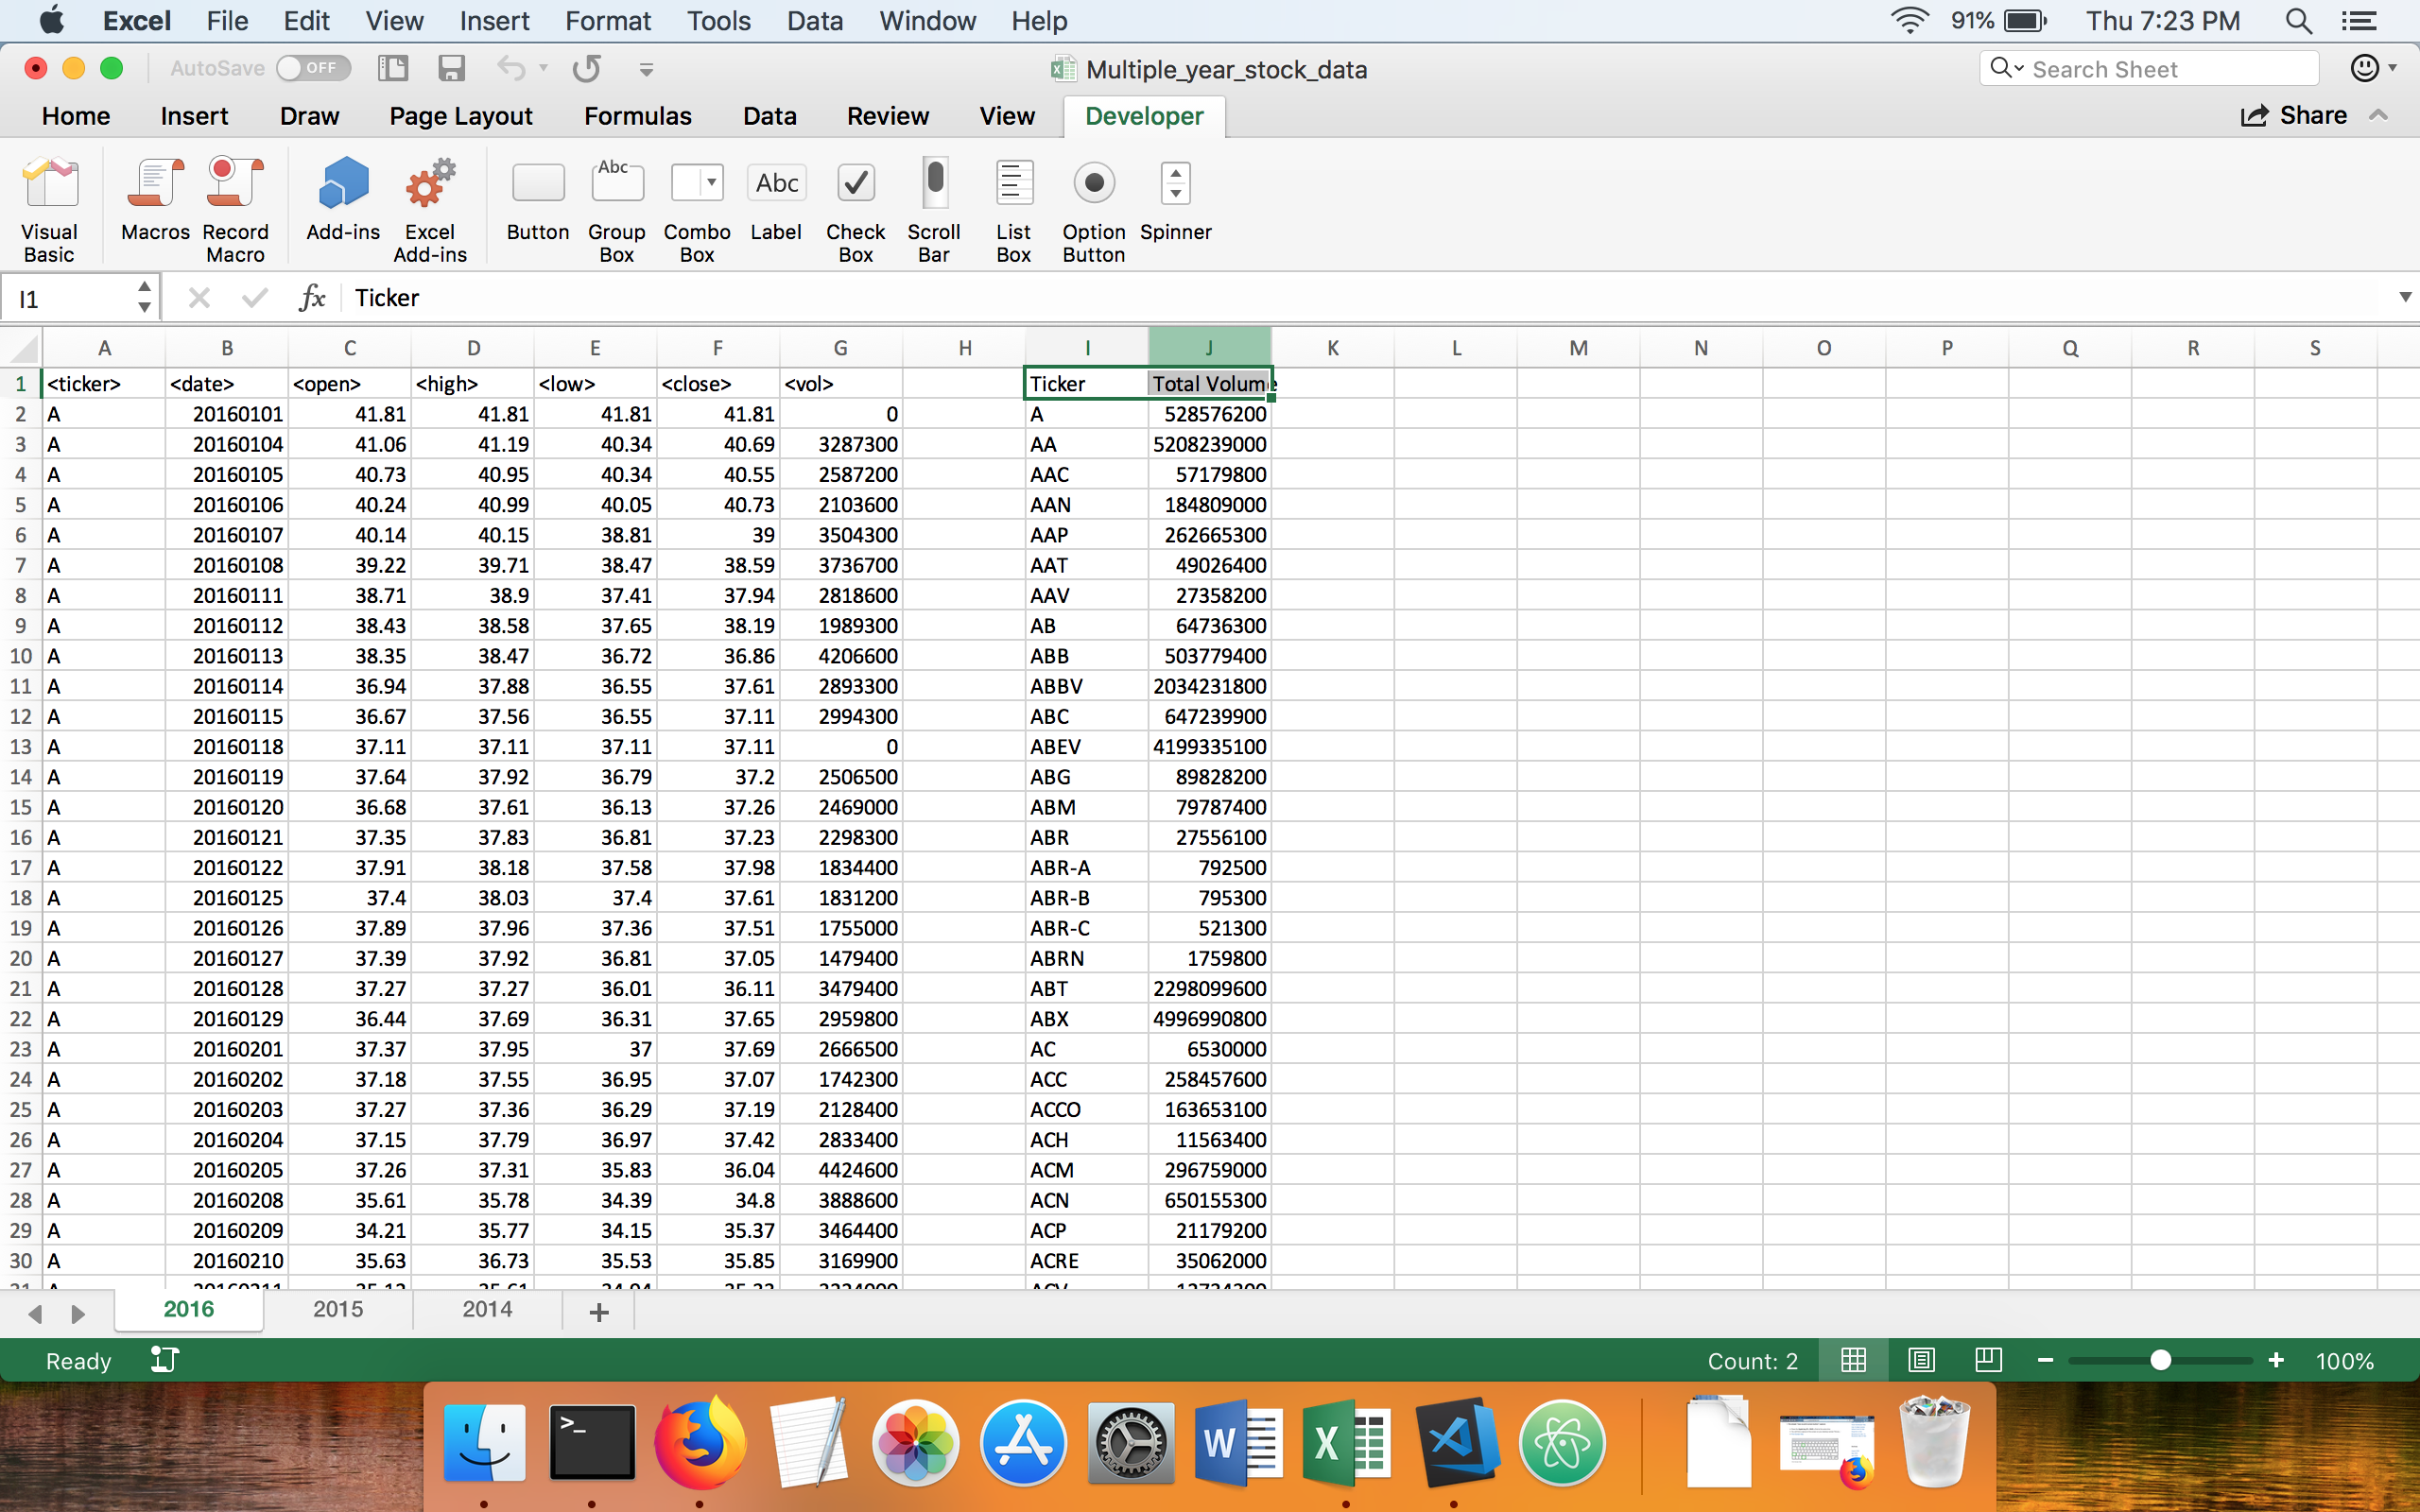 Excel File Edit View Insert Format Tools Data Window Help 91% Thu 7:23 PM
AutoSave OFF Multiple_year_stock_data Search Sheet
Home Insert Draw Page Layout Formulas Data Review View Developer Share
Visual Basic Macros Record Macro Add-ins Excel Add-ins Button Abc Group Box Combo Box Abc Label Check Box Scroll Bar List Box Option Button Spinner
I1 fx Ticker
A B C D E F G H I J K L M N O P Q R S
1 <ticker> <date> <open> <high> <low> <close> <vol> Ticker Total Volume
2 A 20160101 41.81 41.81 41.81 41.81 0 A 528576200
3 A 20160104 41.06 41.19 40.34 40.69 3287300 AA 5208239000
4 A 20160105 40.73 40.95 40.34 40.55 2587200 AAC 57179800
5 A 20160106 40.24 40.99 40.05 40.73 2103600 AAN 184809000
6 A 20160107 40.14 40.15 38.81 39 3504300 AAP 262665300
7 A 20160108 39.22 39.71 38.47 38.59 3736700 AAT 49026400
8 A 20160111 38.71 38.9 37.41 37.94 2818600 AAV 27358200
9 A 20160112 38.43 38.58 37.65 38.19 1989300 AB 64736300
10 A 20160113 38.35 38.47 36.72 36.86 4206600 ABB 503779400
11 A 20160114 36.94 37.88 36.55 37.61 2893300 ABBV 2034231800
12 A 20160115 36.67 37.56 36.55 37.11 2994300 ABC 647239900
13 A 20160118 37.11 37.11 37.11 37.11 0 ABEV 4199335100
14 A 20160119 37.64 37.92 36.79 37.2 2506500 ABG 89828200
15 A 20160120 36.68 37.61 36.13 37.26 2469000 ABM 79787400
16 A 20160121 37.35 37.83 36.81 37.23 2298300 ABR 27556100
17 A 20160122 37.91 38.18 37.58 37.98 1834400 ABR-A 792500
18 A 20160125 37.4 38.03 37.4 37.61 1831200 ABR-B 795300
19 A 20160126 37.89 37.96 37.36 37.51 1755000 ABR-C 521300
20 A 20160127 37.39 37.92 36.81 37.05 1479400 ABRN 1759800
21 A 20160128 37.27 37.27 36.01 36.11 3479400 ABT 2298099600
22 A 20160129 36.44 37.69 36.31 37.65 2959800 ABX 4996990800
23 A 20160201 37.37 37.95 37 37.69 2666500 AC 6530000
24 A 20160202 37.18 37.55 36.95 37.07 1742300 ACC 258457600
25 A 20160203 37.27 37.36 36.29 37.19 2128400 ACCO 163653100
26 A 20160204 37.15 37.79 36.97 37.42 2833400 ACH 11563400
27 A 20160205 37.26 37.31 35.83 36.04 4424600 ACM 296759000
28 A 20160208 35.61 35.78 34.39 34.8 3888600 ACN 650155300
29 A 20160209 34.21 35.77 34.15 35.37 3464400 ACP 21179200
30 A 20160210 35.63 36.73 35.53 35.85 3169900 ACRE 35062000
2016 2015 2014 +
Ready Count: 2 100%